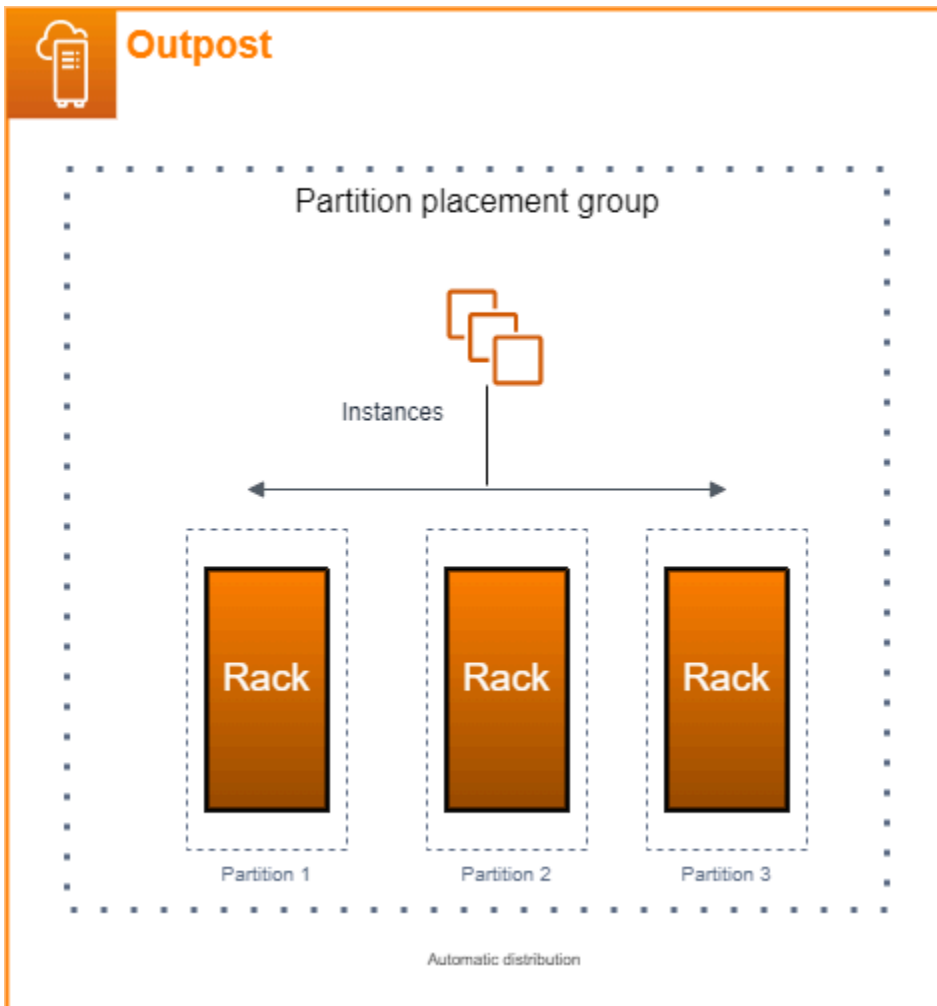 Outpost
Partition placement group
Instances
Rack Rack Rack
Partition 1 Partition 2 Partition 3
Automatic distribution